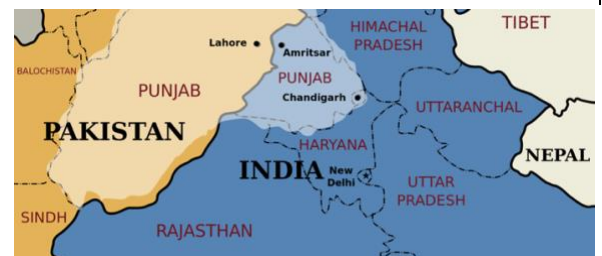 HIMACHAL
PRADESH
TIBET
Lahore
Amritsar
BALOCHISTAN
PUNJAB
PUNJAB
Chandigarh
UTTARANCHAL
PAKISTAN
HARYANA
NEPAL
INDIA
New
Delhi
UTTAR
PRADESH
SINDH
RAJASTHAN